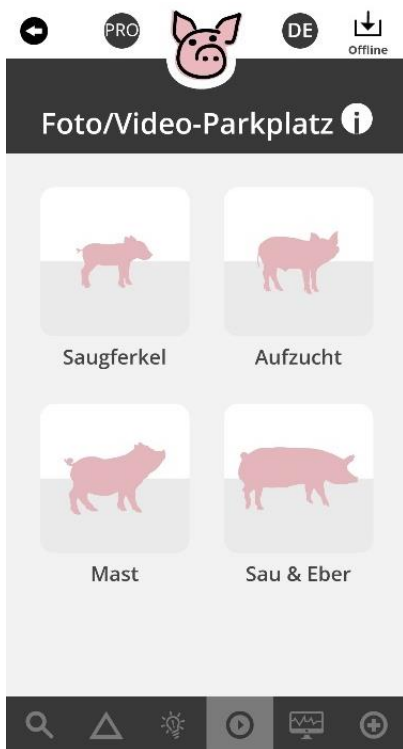 PRO
DE
Offline
Foto/Video-Parkplatz i
Saugferkel
Aufzucht
Mast
Sau & Eber